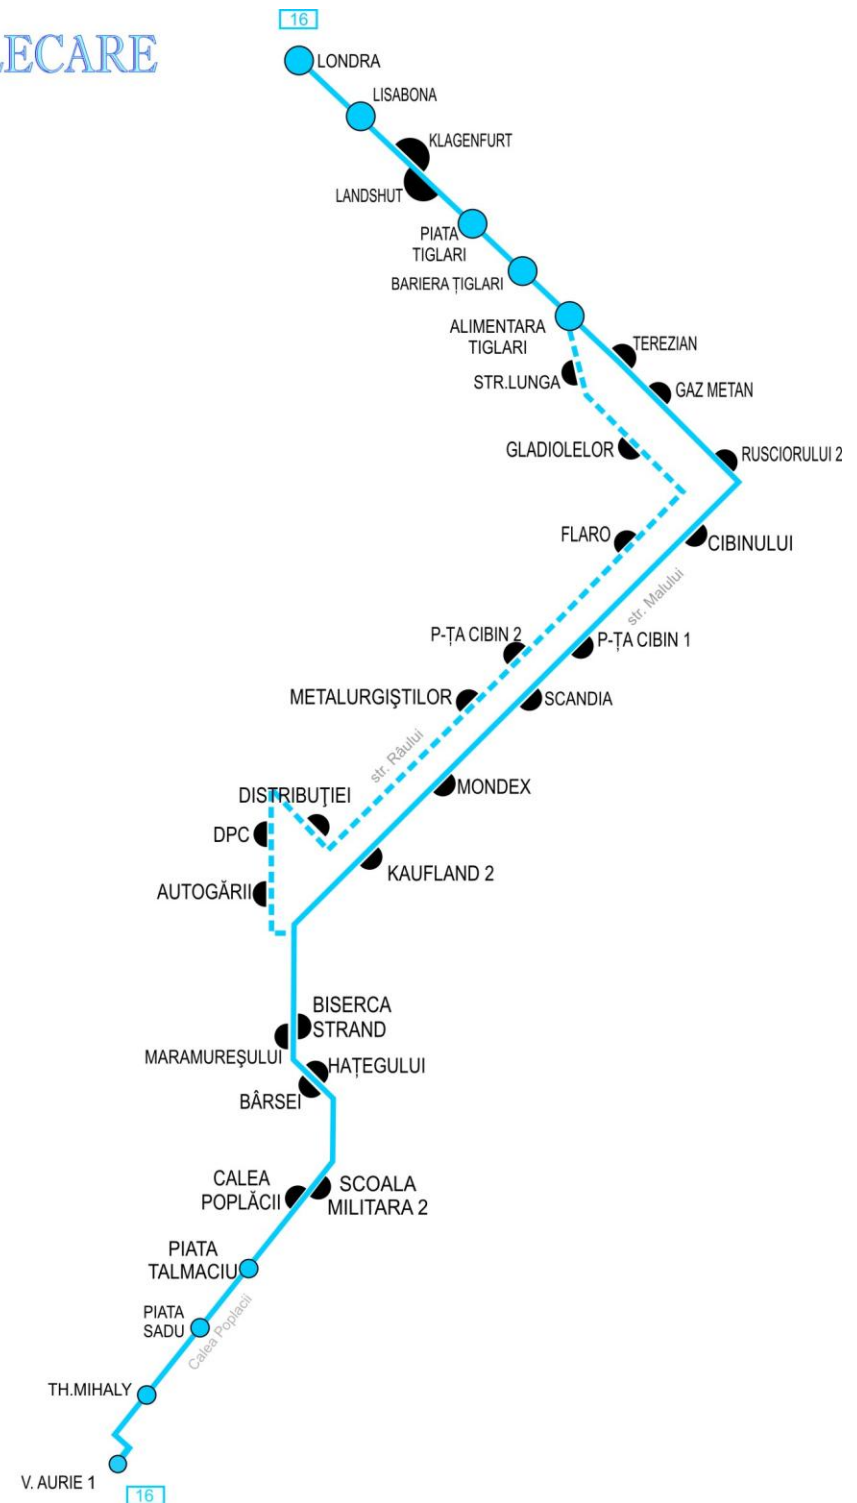 16
LECARE
LONDRA
LISABONA
KLAGENFURT
LANDSHUT
PIATA
TIGLARI
BARIERA ȚIGLARI
ALIMENTARA
TIGLARI
TEREZIAN
STR.LUNGA
GAZ METAN
GLADIOLELOR
RUSCIORULUI 2
FLARO
CIBINULUI
str. Malului
P-ȚA CIBIN 2
P-ȚA CIBIN 1
METALURGIŞTILOR
SCANDIA
str. Râului
MONDEX
DISTRIBUŢIEI
DPC
KAUFLAND 2
AUTOGĂRII
BISERCA
STRAND
MARAMUREŞULUI
HAȚEGULUI
BÂRSEI
CALEA
POPLĂCII
SCOALA
MILITARA 2
PIATA
TALMACIU
PIATA
SADU
Calea Poplacii
TH.MIHALY
V. AURIE 1
16